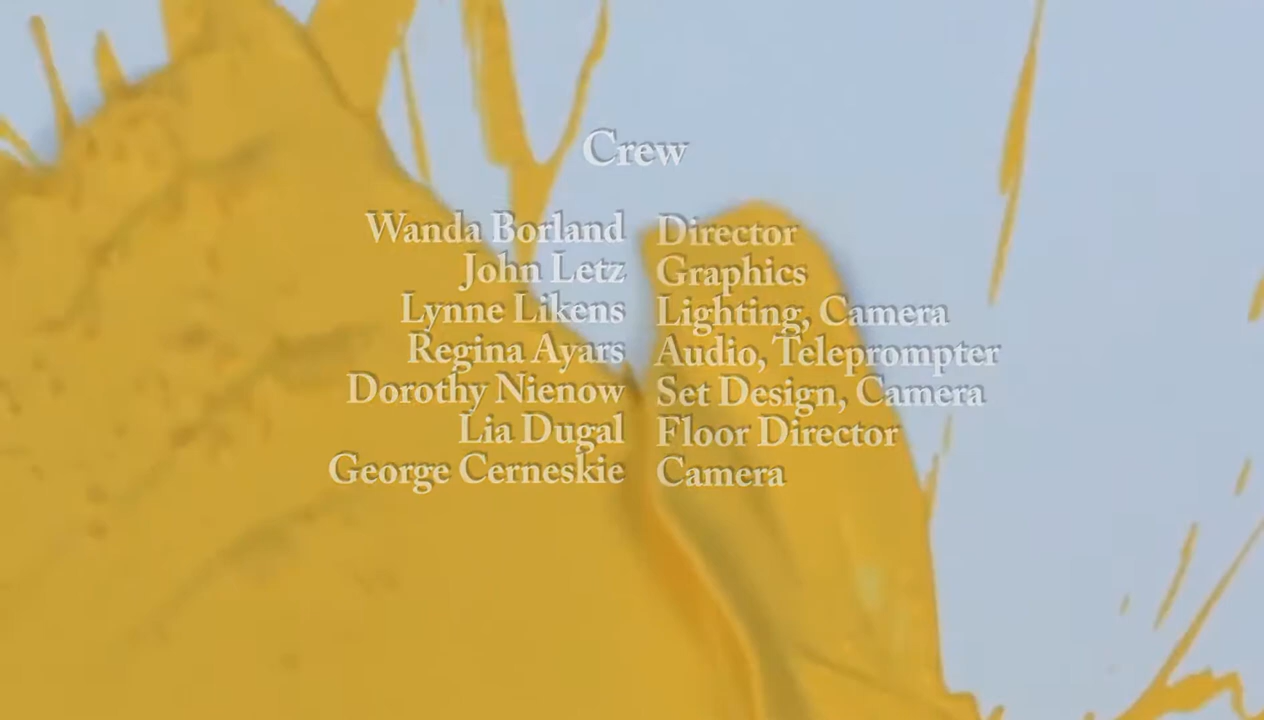 Crew
Wanda Borland Director
John Letz Graphics
Lynne Likens Lighting, Camera
Regina Ayars Audio, Teleprompter
Dorothy Nienow Set Design, Camera
Lia Dugal Floor Director
George Cerneskie Camera